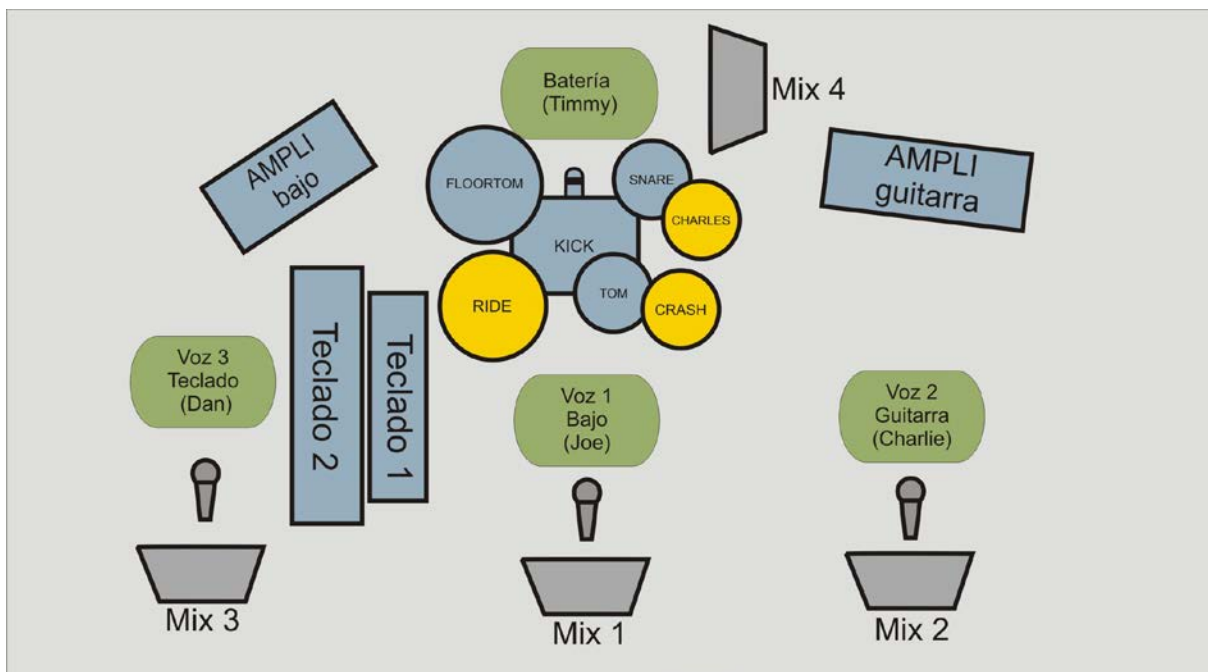 Batería
(Timmy)
Mix 4
AMPLI
bajo
AMPLI
guitarra
FLOORTOM
SNARE
CHARLES
KICK
RIDE
TOM
CRASH
Voz 3
Teclado
(Dan)
Teclado 2
Teclado 1
Voz 1
Bajo
(Joe)
Voz 2
Guitarra
(Charlie)
Mix 3
Mix 1
Mix 2